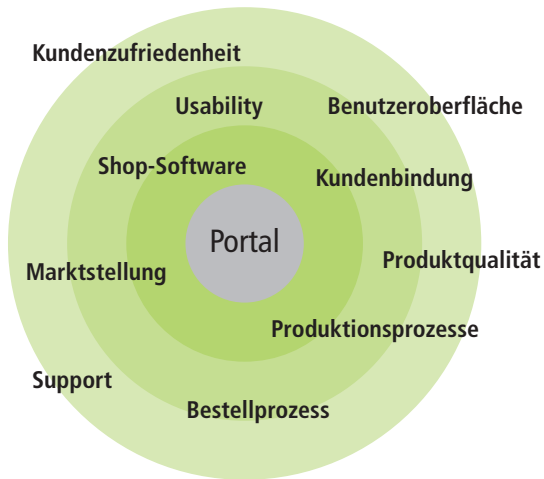 Kundenzufriedenheit
Usability
Benutzeroberfläche
Shop-Software
Kundenbindung
Portal
Produktqualität
Marktstellung
Produktionsprozesse
Support
Bestellprozess